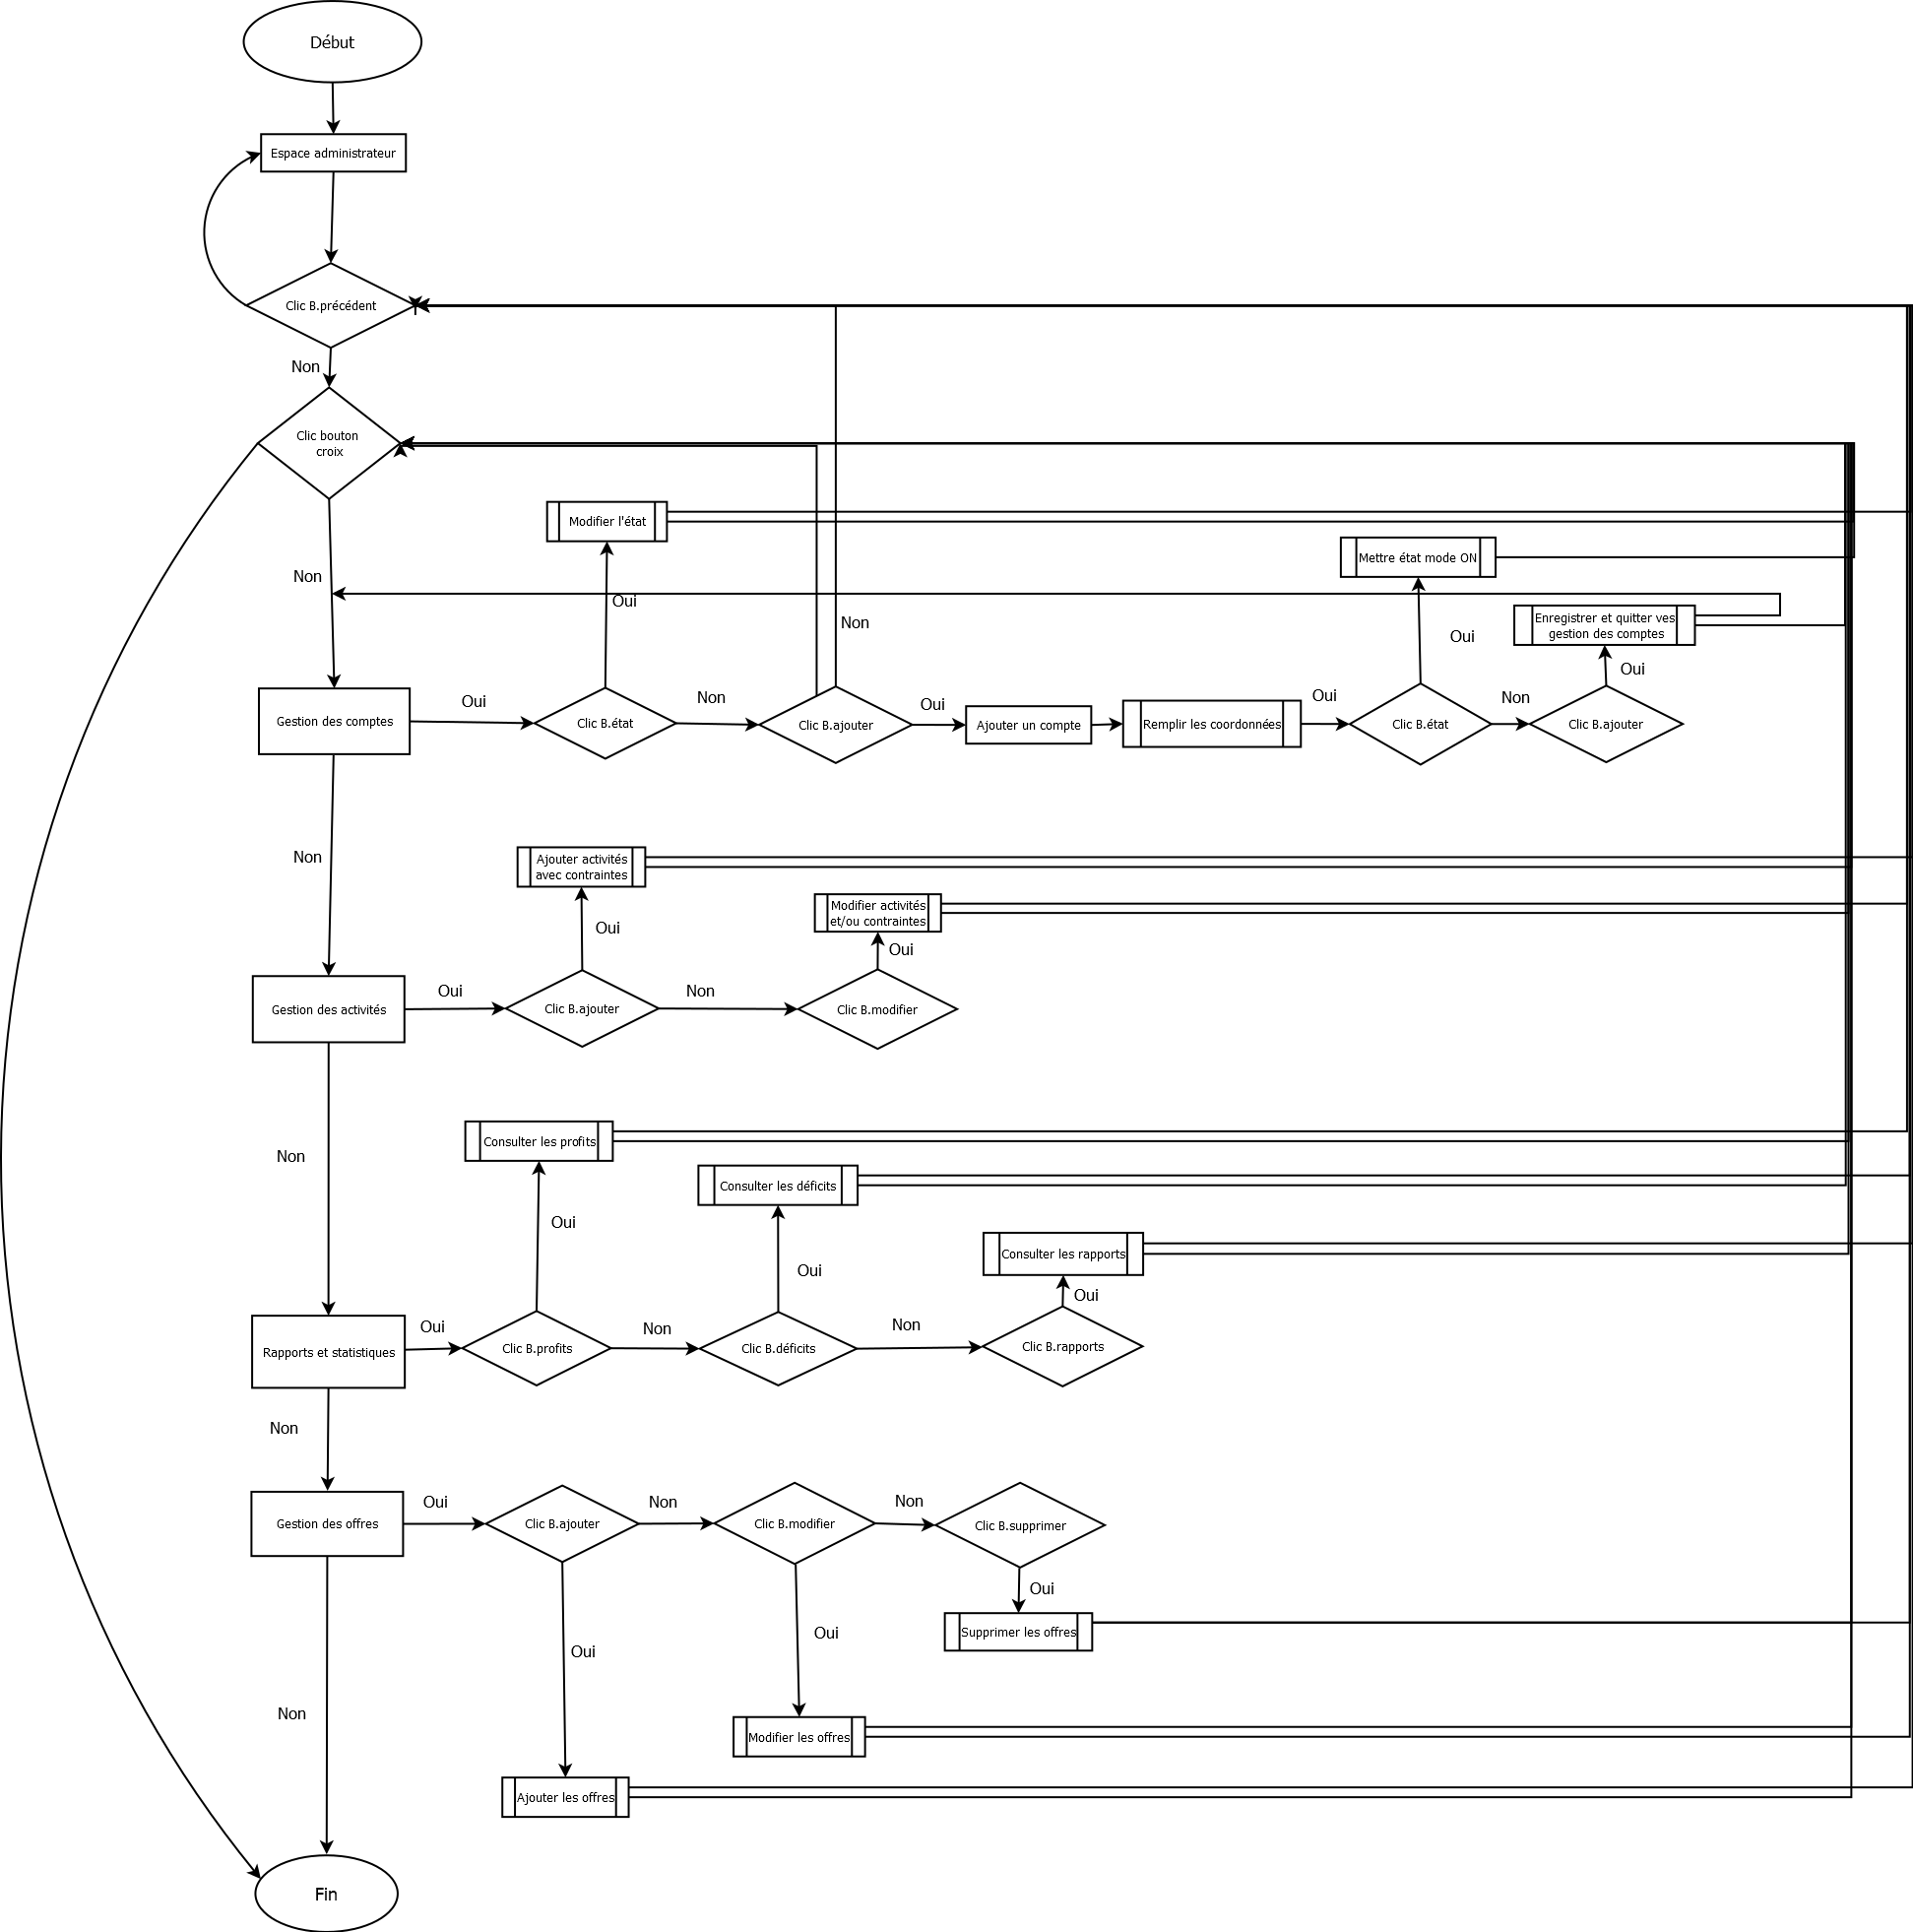 Début
Espace administrateur
Clic B.précédent
Non
Clic bouton
croix
Modifier l'état
Mettre état mode ON
Non
Oui
Enregistrer et quitter ves
gestion des comptes
Non
Oui
Oui
Gestion des comptes
Oui
Clic B.état
Non
Clic B.ajouter
Oui
Ajouter un compte
Remplir les coordonnées
Oui
Clic B.état
Non
Clic B.ajouter
Non
Ajouter activités
avec contraintes
Modifier activités
et/ou contraintes
Oui
Oui
Gestion des activités
Oui
Clic B.ajouter
Non
Clic B.modifier
Non
Consulter les profits
Consulter les déficits
Oui
Consulter les rapports
Oui
Oui
Rapports et statistiques
Oui
Clic B.profits
Non
Clic B.déficits
Non
Clic B.rapports
Non
Gestion des offres
Oui
Clic B.ajouter
Non
Clic B.modifier
Non
Clic B.supprimer
Oui
Supprimer les offres
Oui
Oui
Non
Modifier les offres
Ajouter les offres
Fin